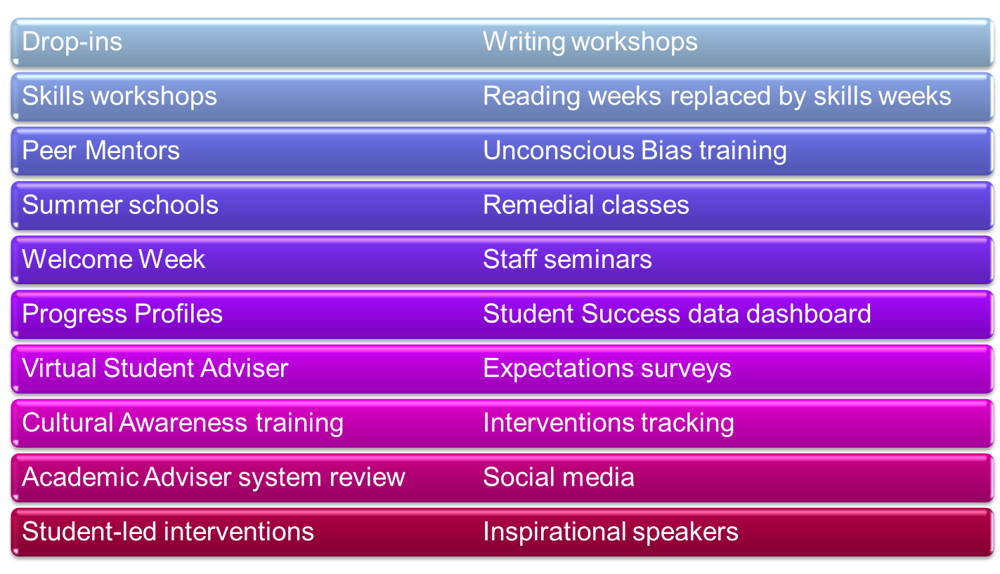 Drop-ins Writing workshops
Skills workshops Reading weeks replaced by skills weeks
Peer Mentors Unconscious Bias training
Summer schools Remedial classes
Welcome Week Staff seminars
Progress Profiles Student Success data dashboard
Virtual Student Adviser Expectations surveys
Cultural Awareness training Interventions tracking
Academic Adviser system review Social media
Student-led interventions Inspirational speakers